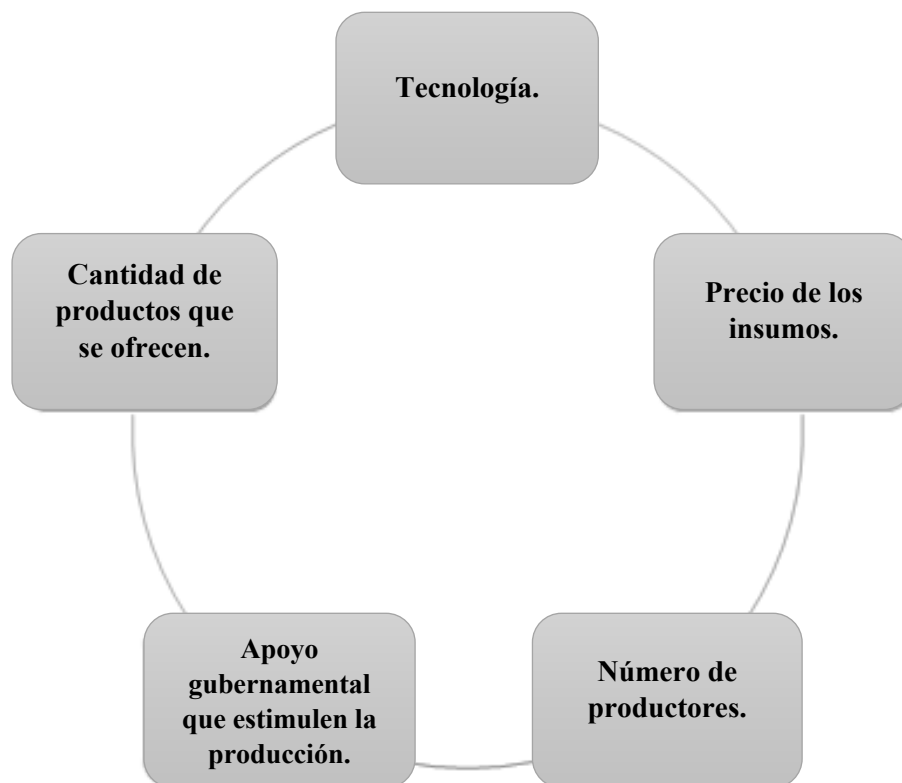 Tecnología.
Precio de los
insumos.
Número de
productores.
Apoyo
gubernamental
que estimulen la
producción.
Cantidad de
productos que
se ofrecen.